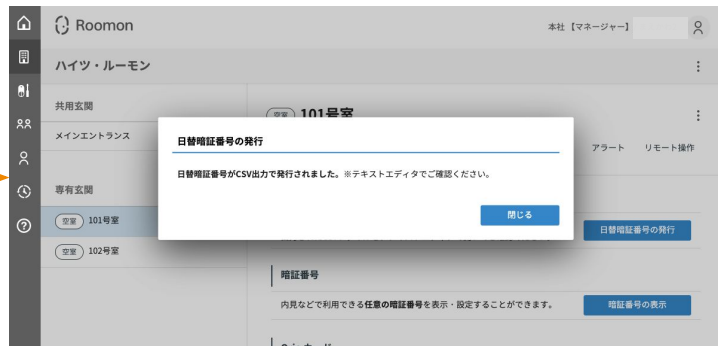 Roomon
本社 【マネージャー】
ハイツ・ルーモン
共用玄関
メインエントランス
専有玄関
空室 101号室
空室 102号室
空室 101号室
アラート リモート操作
日替暗証番号の発行
日替暗証番号がCSV出力で発行されました。※テキストエディタでご確認ください。
閉じる
日替暗証番号の発行
暗証番号
内見などで利用できる任意の暗証番号を表示・設定することができます。
暗証番号の表示